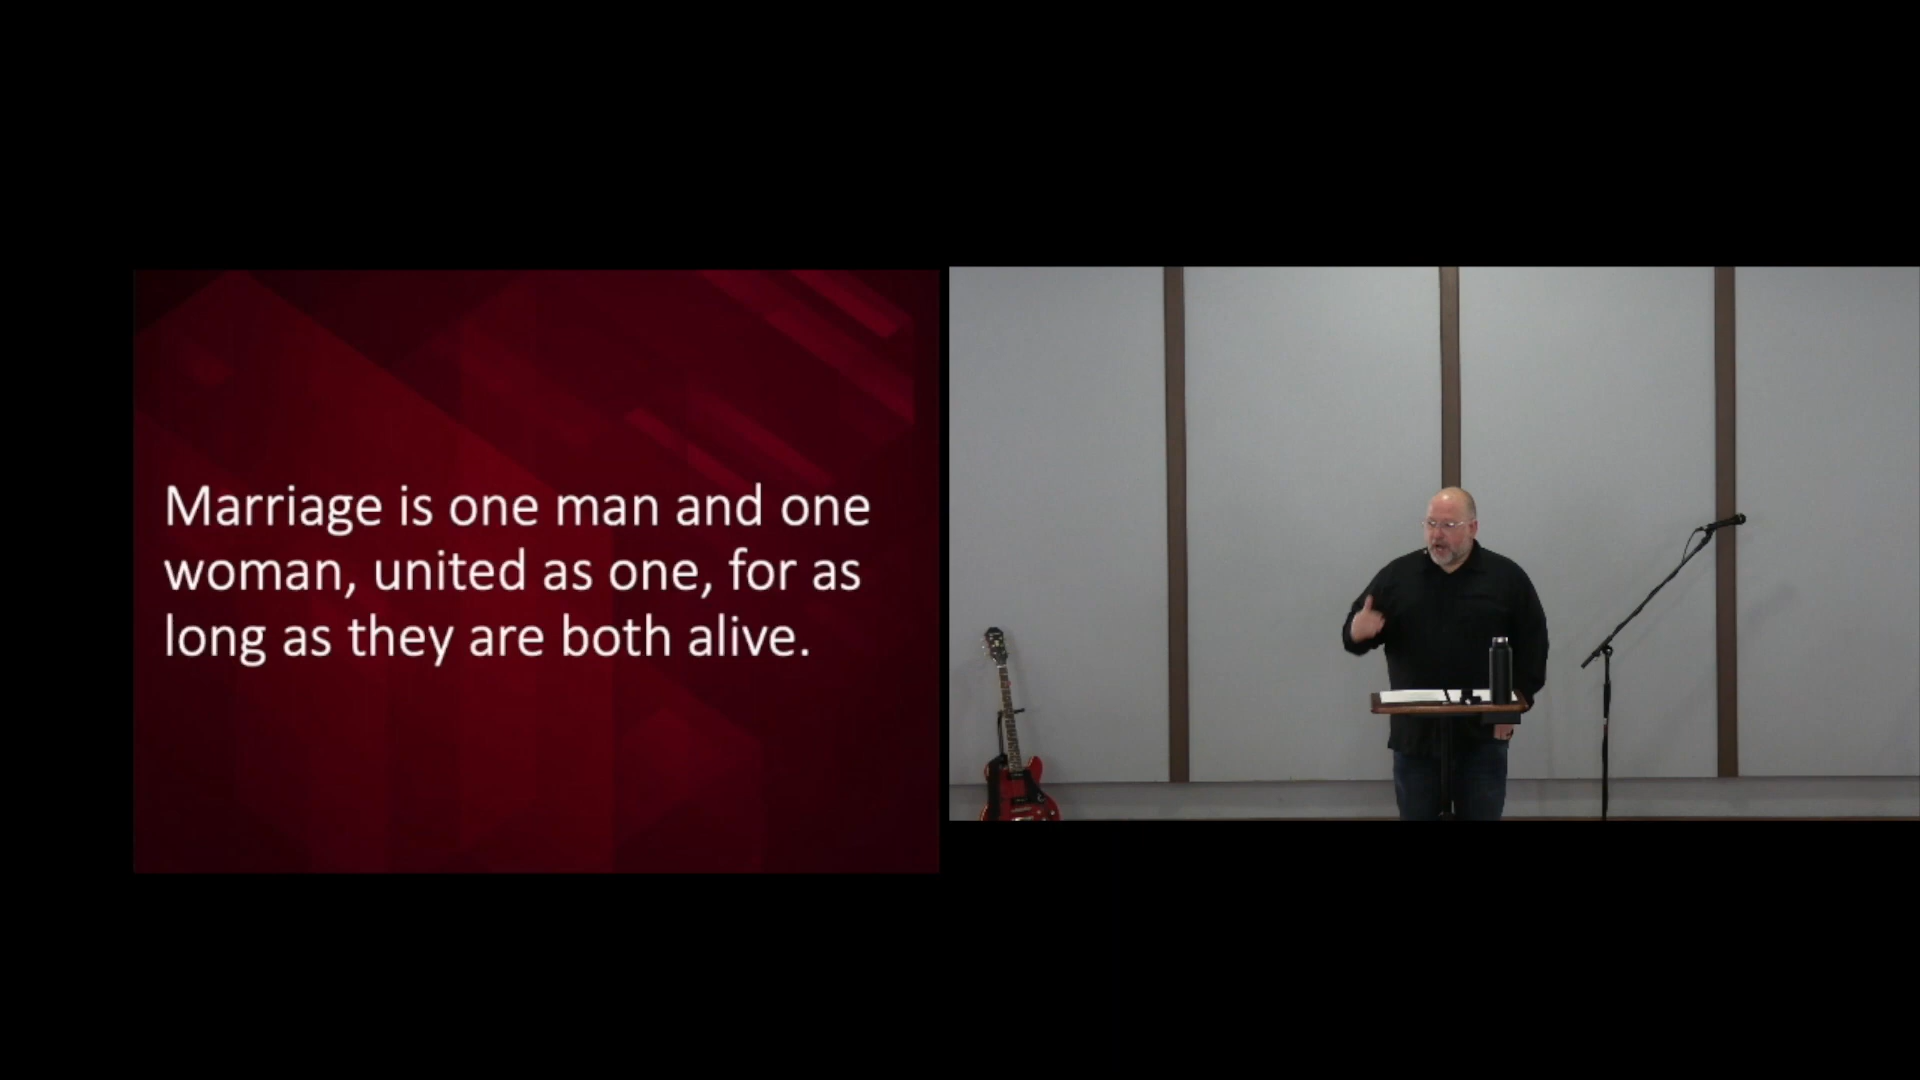 Marriage is one man and one
woman, united as one, for as
long as they are both alive.